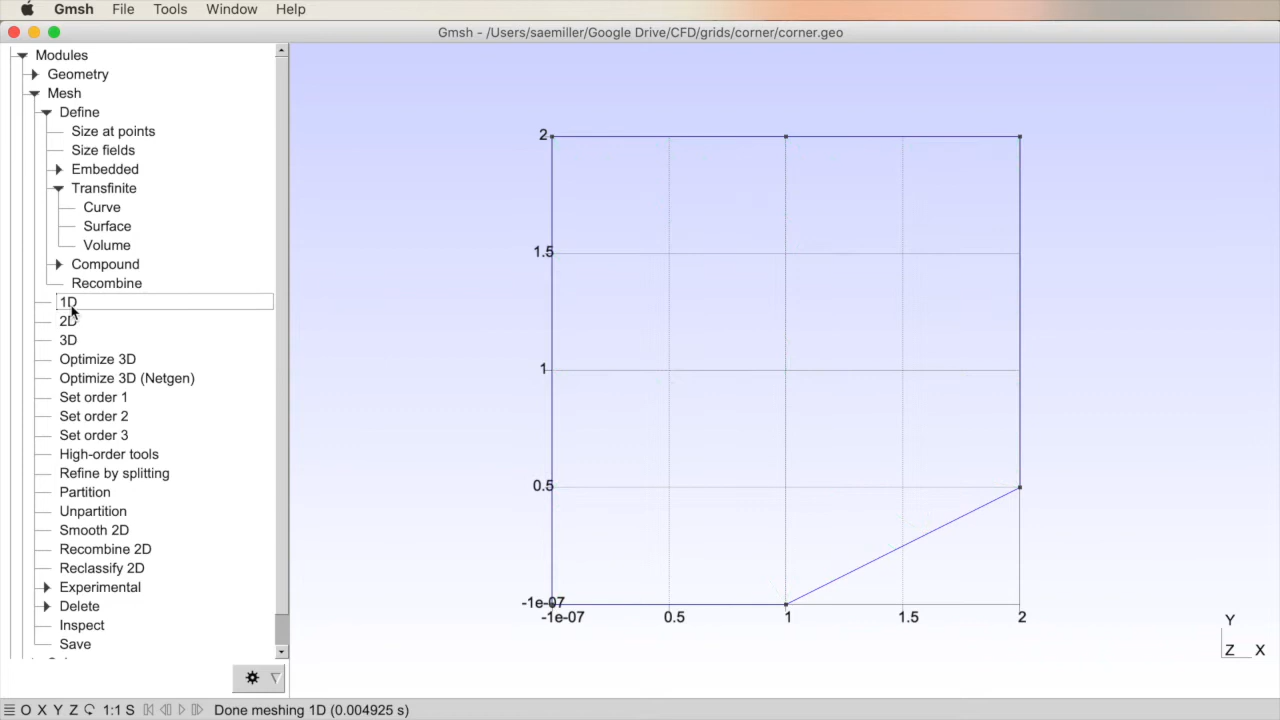 Gmsh File Tools Window Help
Gmsh - /Users/saemiller/Google Drive/CFD/grids/corner/corner.geo
Modules
Geometry
Mesh
Define
Size at points
Size fields
Embedded
Transfinite
Curve
Surface
Volume
Compound
Recombine
1D
2D
3D
Optimize 3D
Optimize 3D (Netgen)
Set order 1
Set order 2
Set order 3
High-order tools
Refine by splitting
Partition
Unpartition
Smooth 2D
Recombine 2D
Reclassify 2D
Experimental
Delete
Inspect
Save
2
1.5
1
0.5
-1e-07
-1e-07 0.5 1 1.5 2
Y
Z X
O X Y Z 1:1 S Done meshing 1D (0.004925 s)